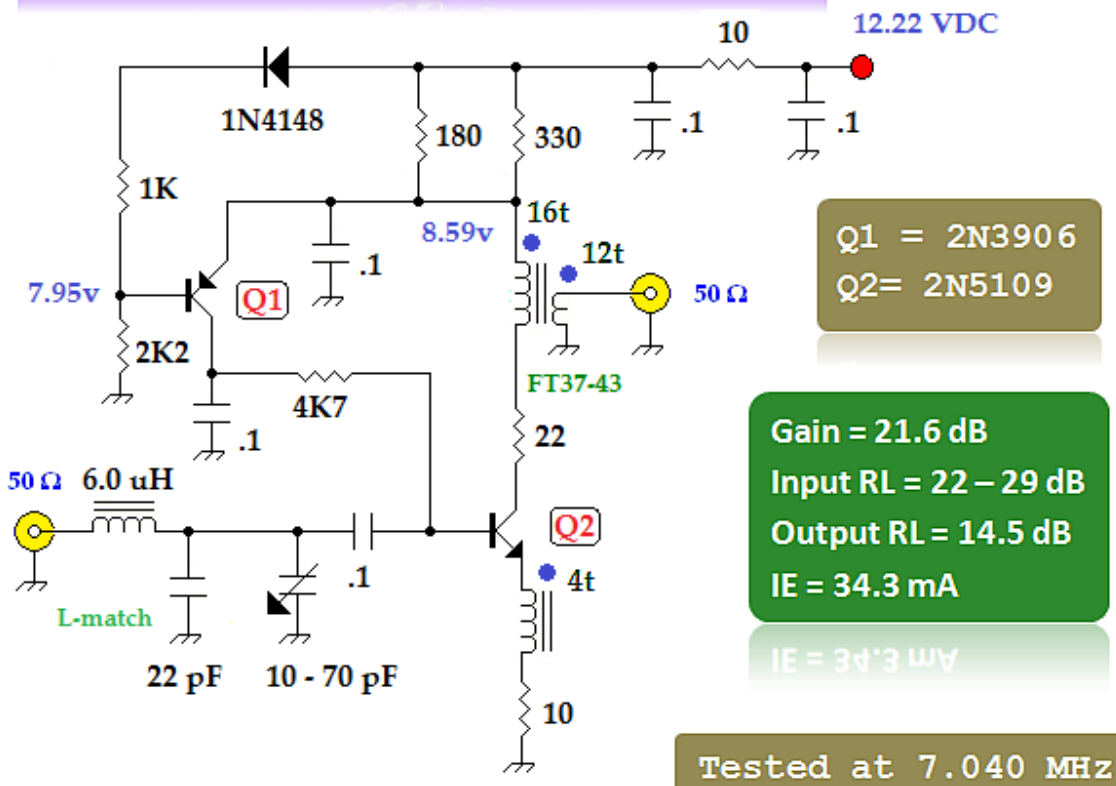 12.22 VDC
10
1N4148
180
330
.1
.1
1K
16t
8.59v
12t
.1
Q1 = 2N3906
Q2= 2N5109
7.95v
Q1
50 Ω
2K2
FT37-43
4K7
.1
22
Gain = 21.6 dB
Input RL = 22 – 29 dB
Output RL = 14.5 dB
IE = 34.3 mA
50 Ω
6.0 uH
Q2
.1
4t
L-match
22 pF
10 - 70 pF
10
Tested at 7.040 MHz